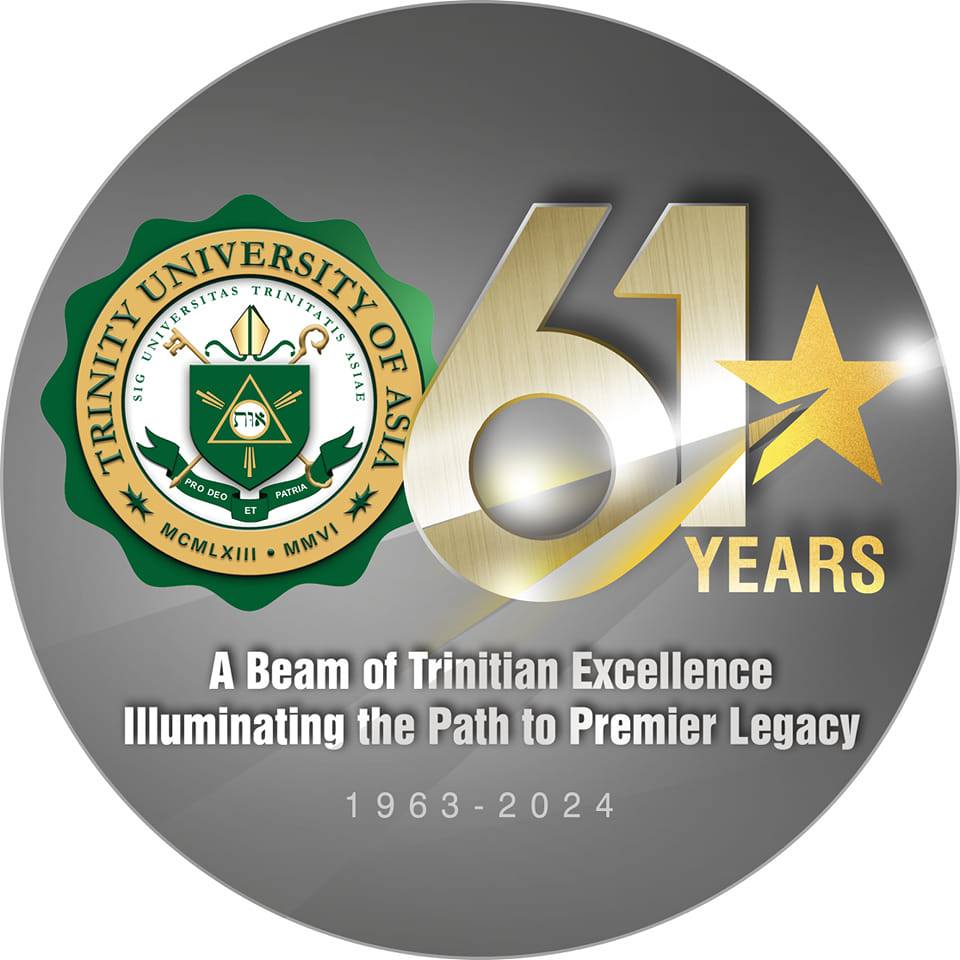 TRINITY UNIVERSITY OF ASIA
SIG UNIVERSITAS TRINITATIS ASIAE
אות
PRO DEO
ET
PATRIA
MCMLXIII • MMVI
61
YEARS
A Beam of Trinitian Excellence
Illuminating the Path to Premier Legacy
1963-2024